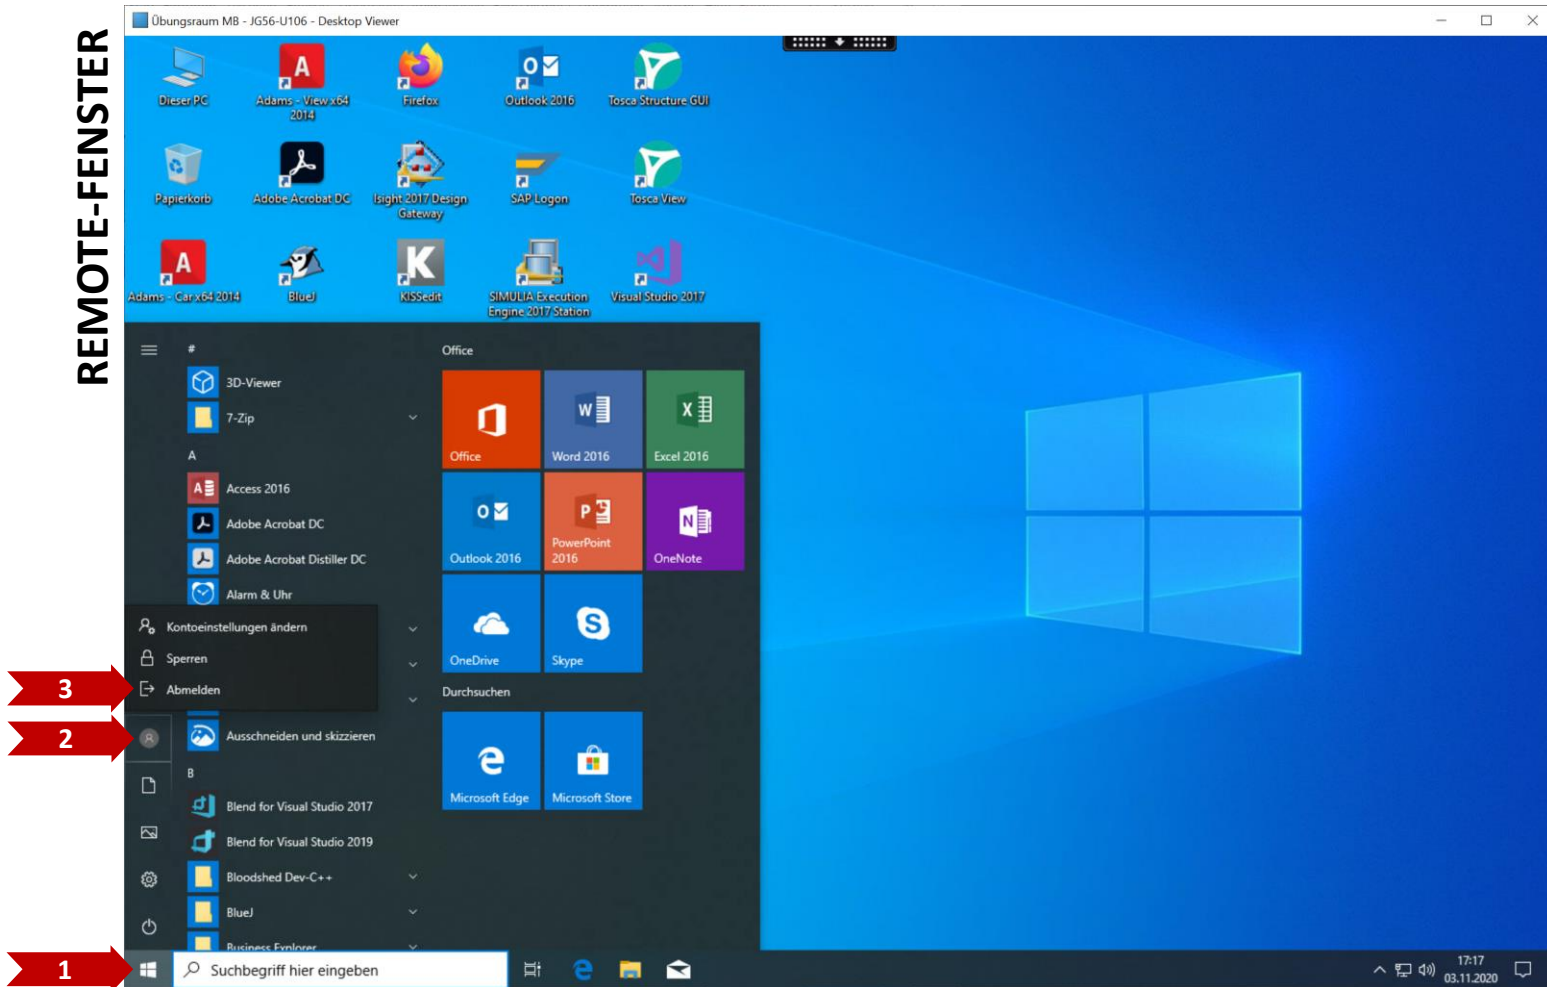 REMOTE-FENSTER
Übungsraum MB - JG56-U106 - Desktop Viewer
Dieser PC
Adams - View x64
2014
Firefox
Outlook 2016
Tosca Structure GUI
Papierkorb
Adobe Acrobat DC
Isight 2017 Design
Gateway
SAP Logon
Tosca View
Adams - Car x64 2014
BlueJ
KISSedit
SIMULIA Execution
Engine 2017 Station
Visual Studio 2017
#
3D-Viewer
7-Zip
A
Access 2016
Adobe Acrobat DC
Adobe Acrobat Distiller DC
Alarm & Uhr
Kontoeinstellungen ändern
Sperren
3
Abmelden
2
Ausschneiden und skizzieren
B
Blend for Visual Studio 2017
Blend for Visual Studio 2019
Bloodshed Dev-C++
BlueJ
Business Explorer
Office
Office
Word 2016
Excel 2016
Outlook 2016
PowerPoint
2016
OneNote
OneDrive
Skype
Durchsuchen
Microsoft Edge
Microsoft Store
1
Suchbegriff hier eingeben
17:17
03.11.2020